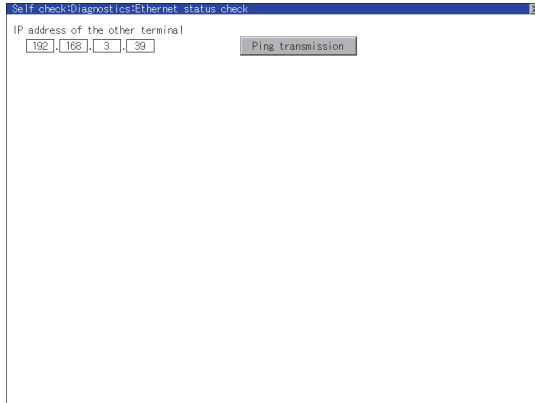 Self check:Diagnostics:Ethernet status check
IP address of the other terminal
192.168.3.39 Ping transmission